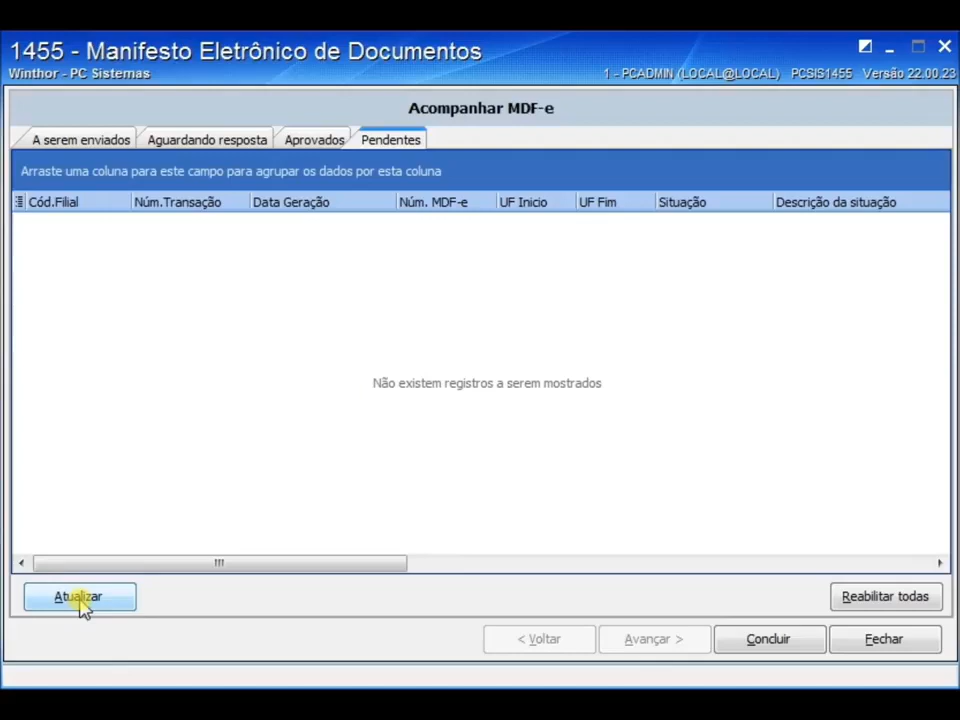 1455 - Manifesto Eletrônico de Documentos
Winthor - PC Sistemas
1 - PCADMIN (LOCAL@LOCAL) PCSIS1455 Versão 22.00.23
Acompanhar MDF-e
A serem enviados Aguardando resposta Aprovados Pendentes
Arraste uma coluna para este campo para agrupar os dados por esta coluna
Cód.Filial Núm.Transação Data Geração Núm. MDF-e UF Inicio UF Fim Situação Descrição da situação
Não existem registros a serem mostrados
Atualizar Reabilitar todas
< Voltar Avançar > Concluir Fechar